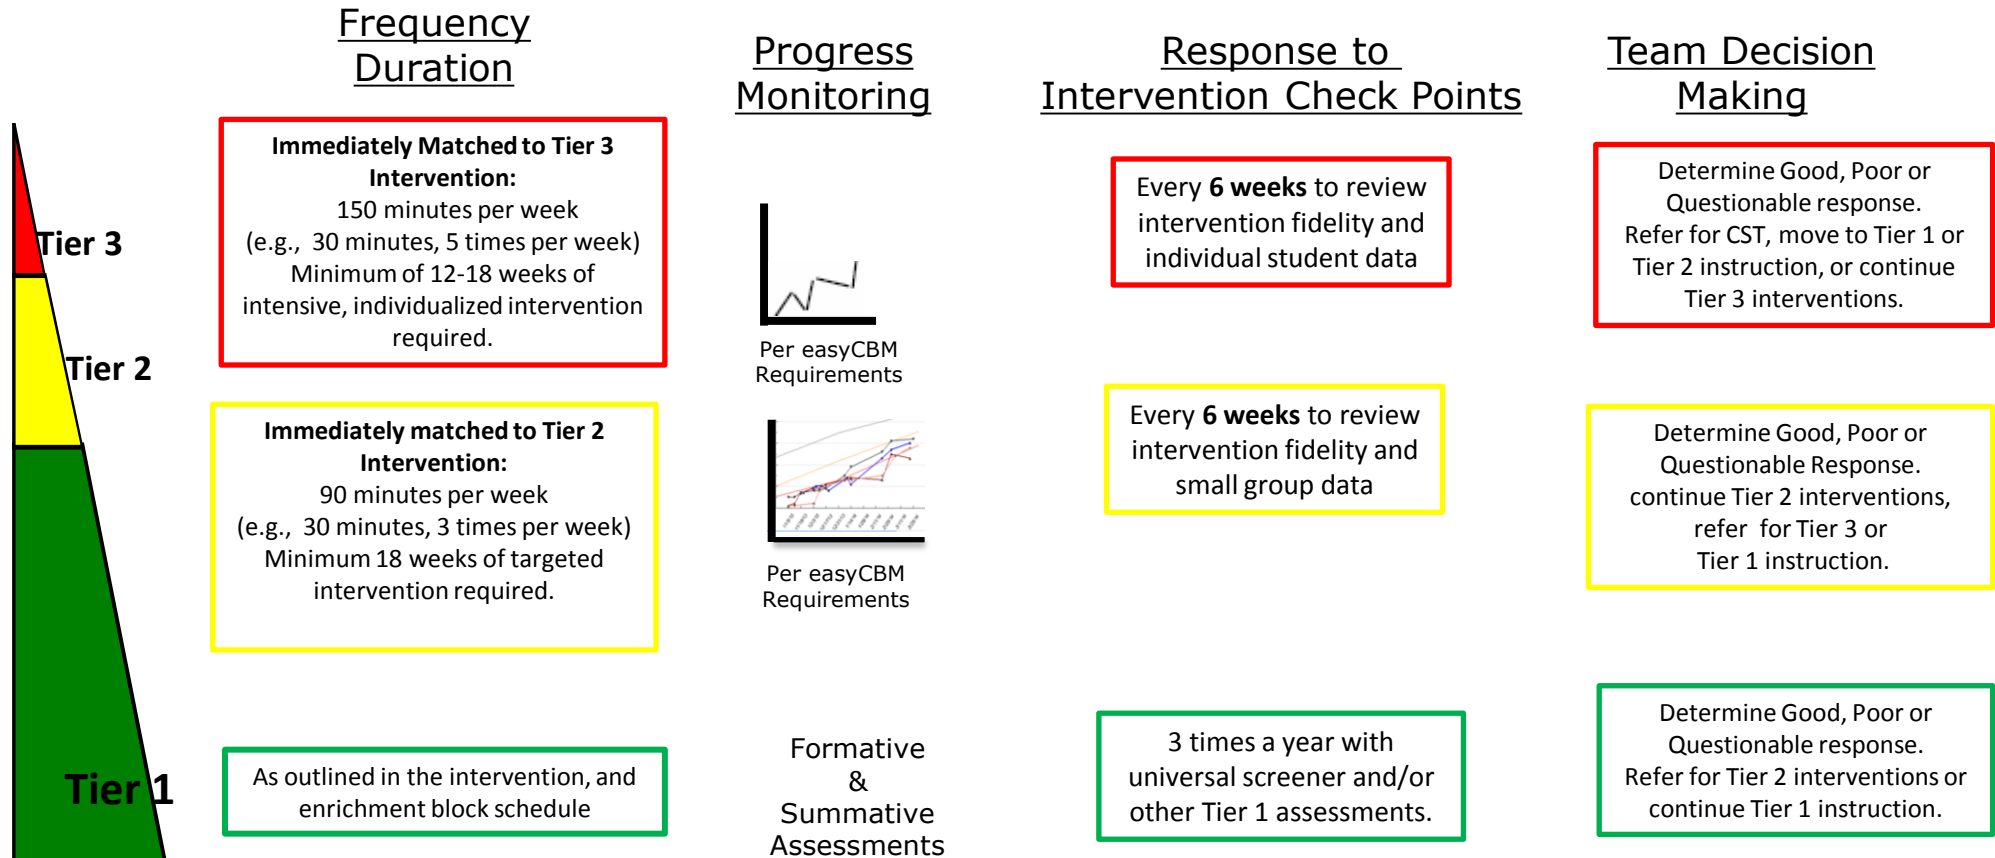 Frequency
Duration
Progress
Monitoring
Response to
Intervention Check Points
Team Decision
Making
Tier 3
Immediately Matched to Tier 3
Intervention:
150 minutes per week
(e.g., 30 minutes, 5 times per week)
Minimum of 12-18 weeks of
intensive, individualized intervention
required.
Per easyCBM
Requirements
Every 6 weeks to review
intervention fidelity and
individual student data
Determine Good, Poor or
Questionable response.
Refer for CST, move to Tier 1 or
Tier 2 instruction, or continue
Tier 3 interventions.
Tier 2
Immediately matched to Tier 2
Intervention:
90 minutes per week
(e.g., 30 minutes, 3 times per week)
Minimum 18 weeks of targeted
intervention required.
Per easyCBM
Requirements
Every 6 weeks to review
intervention fidelity and
small group data
Determine Good, Poor or
Questionable Response.
continue Tier 2 interventions,
refer for Tier 3 or
Tier 1 instruction.
Tier 1
As outlined in the intervention, and
enrichment block schedule
Formative
&
Summative
Assessments
3 times a year with
universal screener and/or
other Tier 1 assessments.
Determine Good, Poor or
Questionable response.
Refer for Tier 2 interventions or
continue Tier 1 instruction.